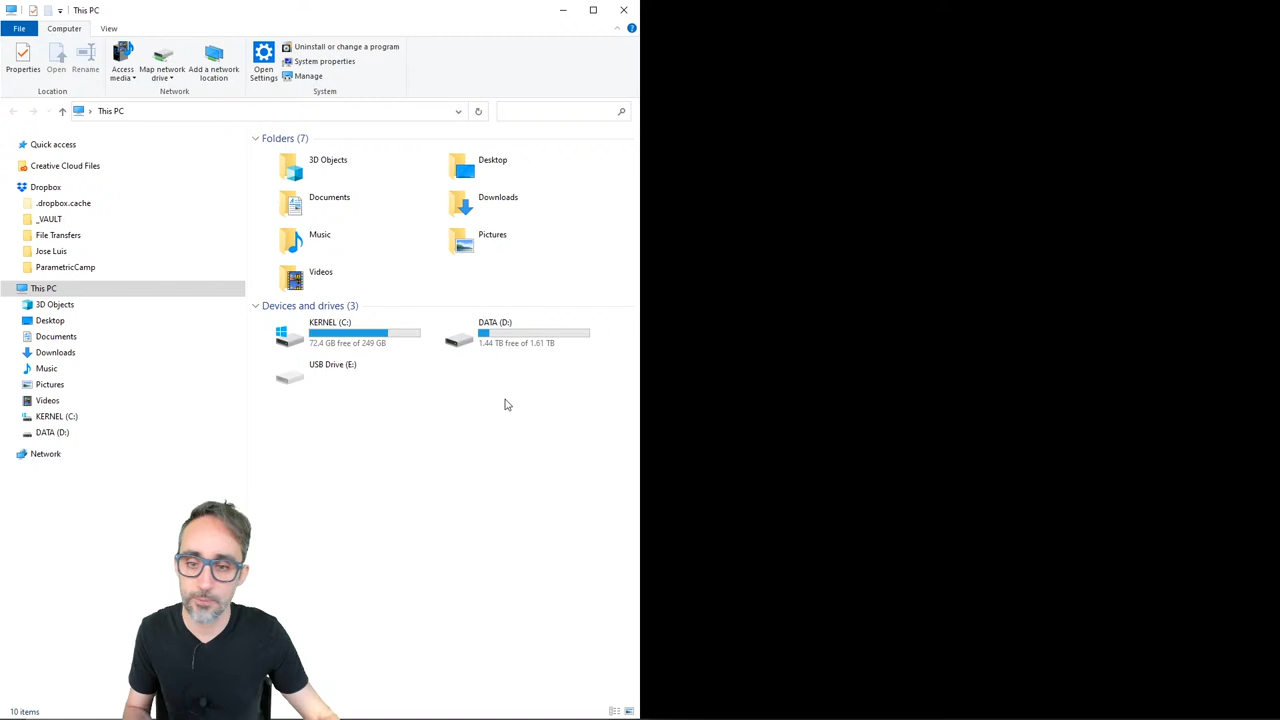 This PC
File Computer View
Properties Open Rename Access media Map network drive Add a network location Open Settings Uninstall or change a program
System properties
Manage
Location Network System
This PC
Quick access
Creative Cloud Files
Dropbox
.dropbox.cache
_VAULT
File Transfers
Jose Luis
ParametricCamp
This PC
3D Objects
Desktop
Documents
Downloads
Music
Pictures
Videos
KERNEL (C:)
DATA (D:)
Network
Folders (7)
3D Objects Desktop
Documents Downloads
Music Pictures
Videos
Devices and drives (3)
KERNEL (C:) DATA (D:)
72.4 GB free of 249 GB 1.44 TB free of 1.61 TB
USB Drive (E:)
10 items